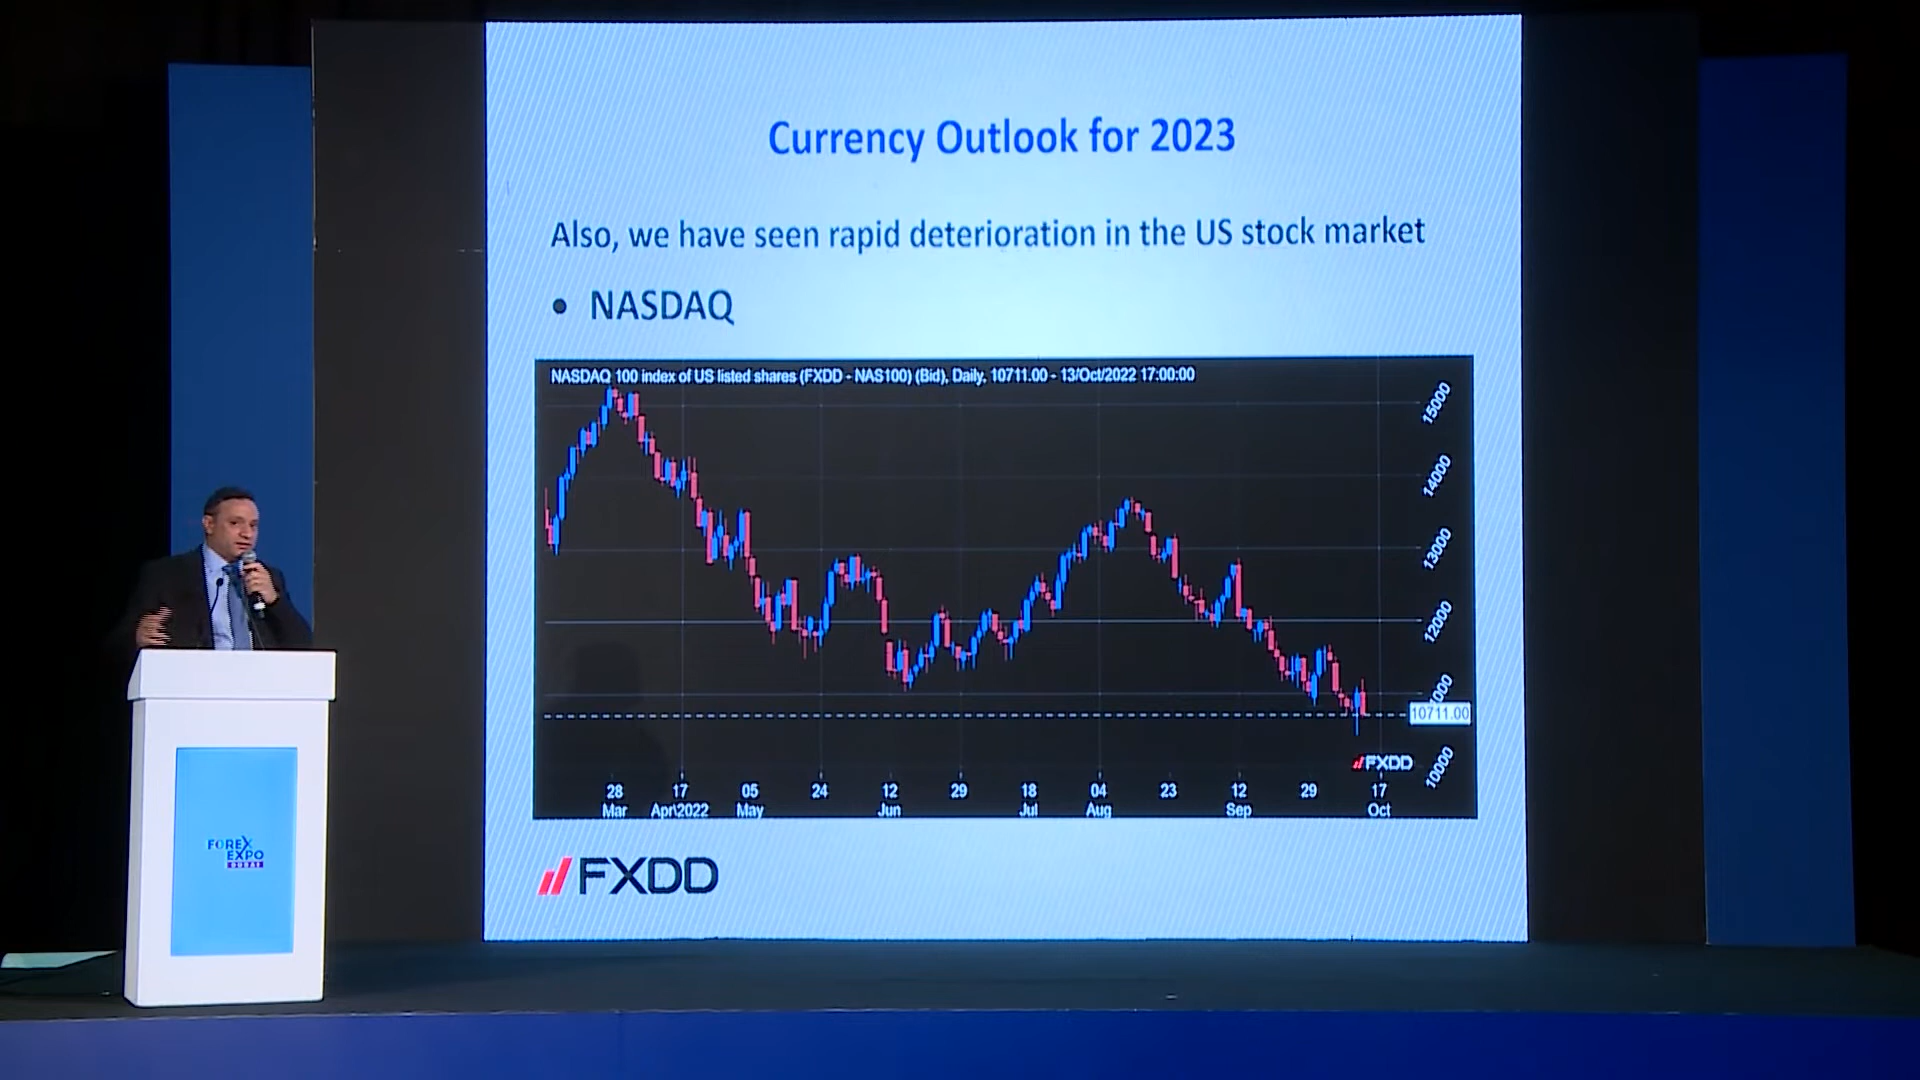 Currency Outlook for 2023
Also, we have seen rapid deterioration in the US stock market
• NASDAQ
NASDAQ 100 index of US listed shares (FXDD - NAS100) (Bid), Daily, 10711.00 - 13/Oct/2022 17:00:00
15000
14000
13000
12000
10711.00
10000
FXDD
28 17 05 24 12 29 18 04 23 12 29 17
Mar Apr\2022 May Jun Jul Aug Sep Oct
FXDD
FOREX
EXPO
DUBAI